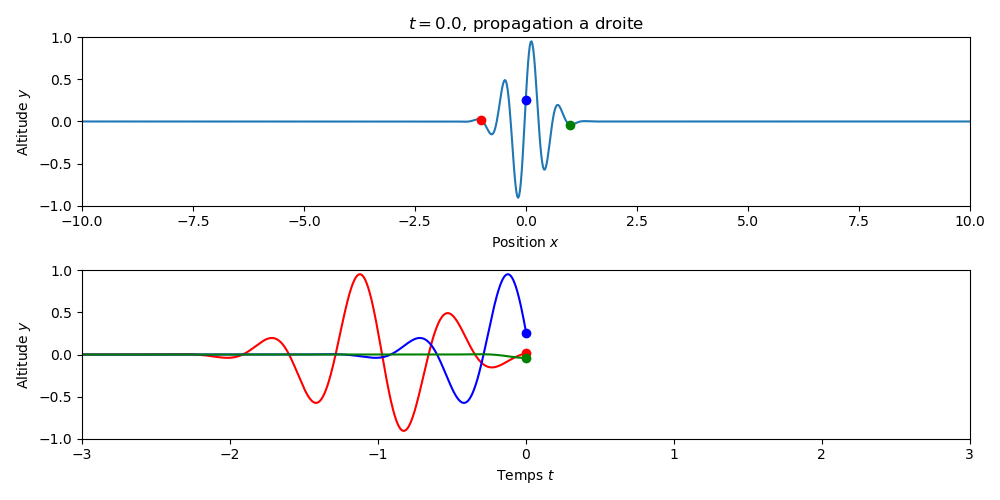 t = 0.0, propagation a droite
Altitude y
1.0
0.5
0.0
−0.5
−1.0
−10.0 −7.5 −5.0 −2.5 0.0 2.5 5.0 7.5 10.0
Position x
Altitude y
1.0
0.5
0.0
−0.5
−1.0
−3 −2 −1 0 1 2 3
Temps t